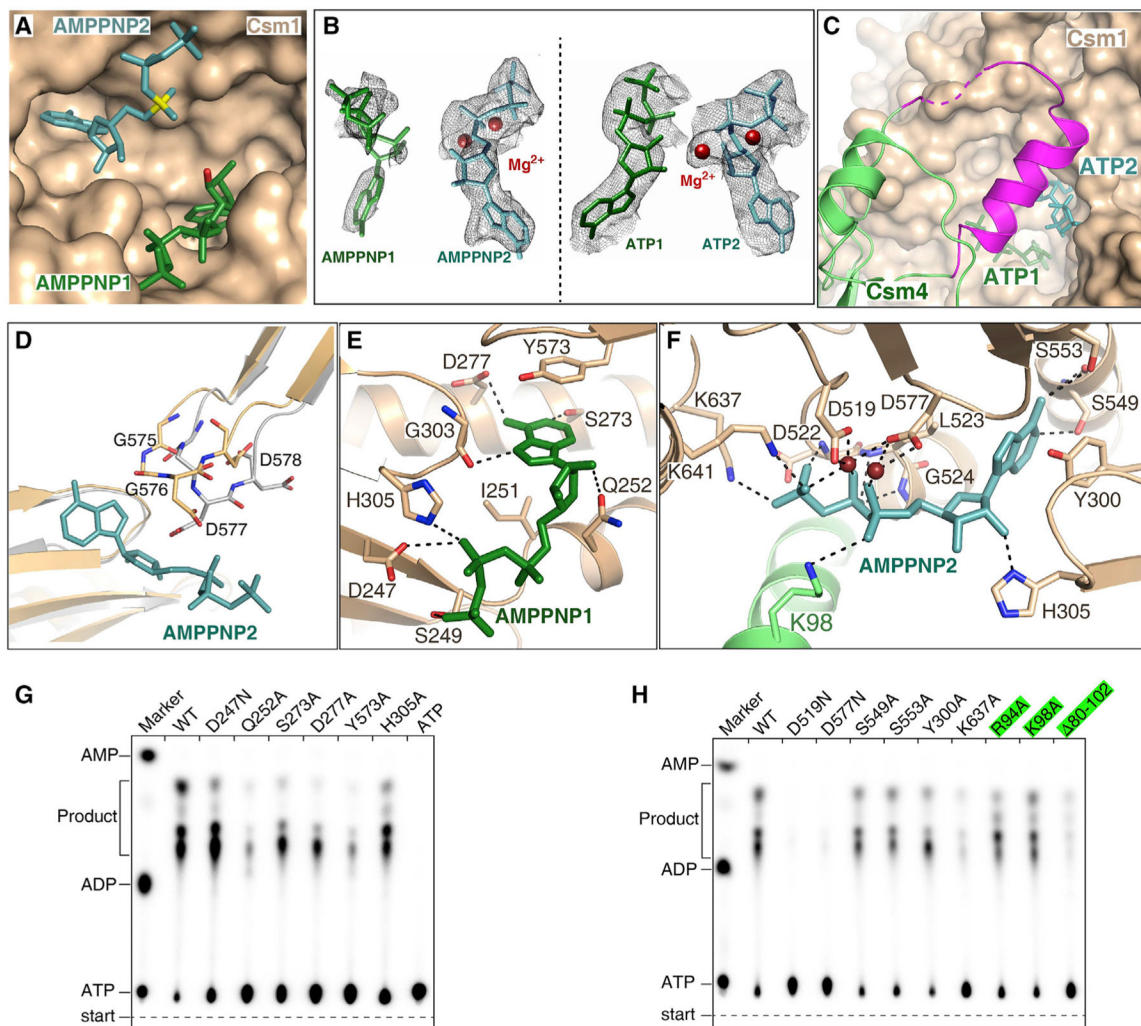 A
AMPPNP2
Csm1
AMPPNP1
B
Mg2+
Mg2+
AMPPNP1
AMPPNP2
ATP1
ATP2
C
Csm1
ATP2
ATP1
Csm4
D
G575
G576
D578
D577
AMPPNP2
E
D277
Y573
G303
S273
H305
I251
Q252
D247
AMPPNP1
S249
F
S553
K637
D519
D577
S549
D522
L523
K641
G524
Y300
AMPPNP2
K98
H305
G
Marker
WT
D247N
Q252A
S273A
D277A
Y573A
H305A
ATP
AMP
Product
ADP
ATP
start
H
Marker
WT
D519N
D577N
S549A
S553A
Y300A
K637A
R94A
K98A
Δ80-102
AMP
Product
ADP
ATP
start